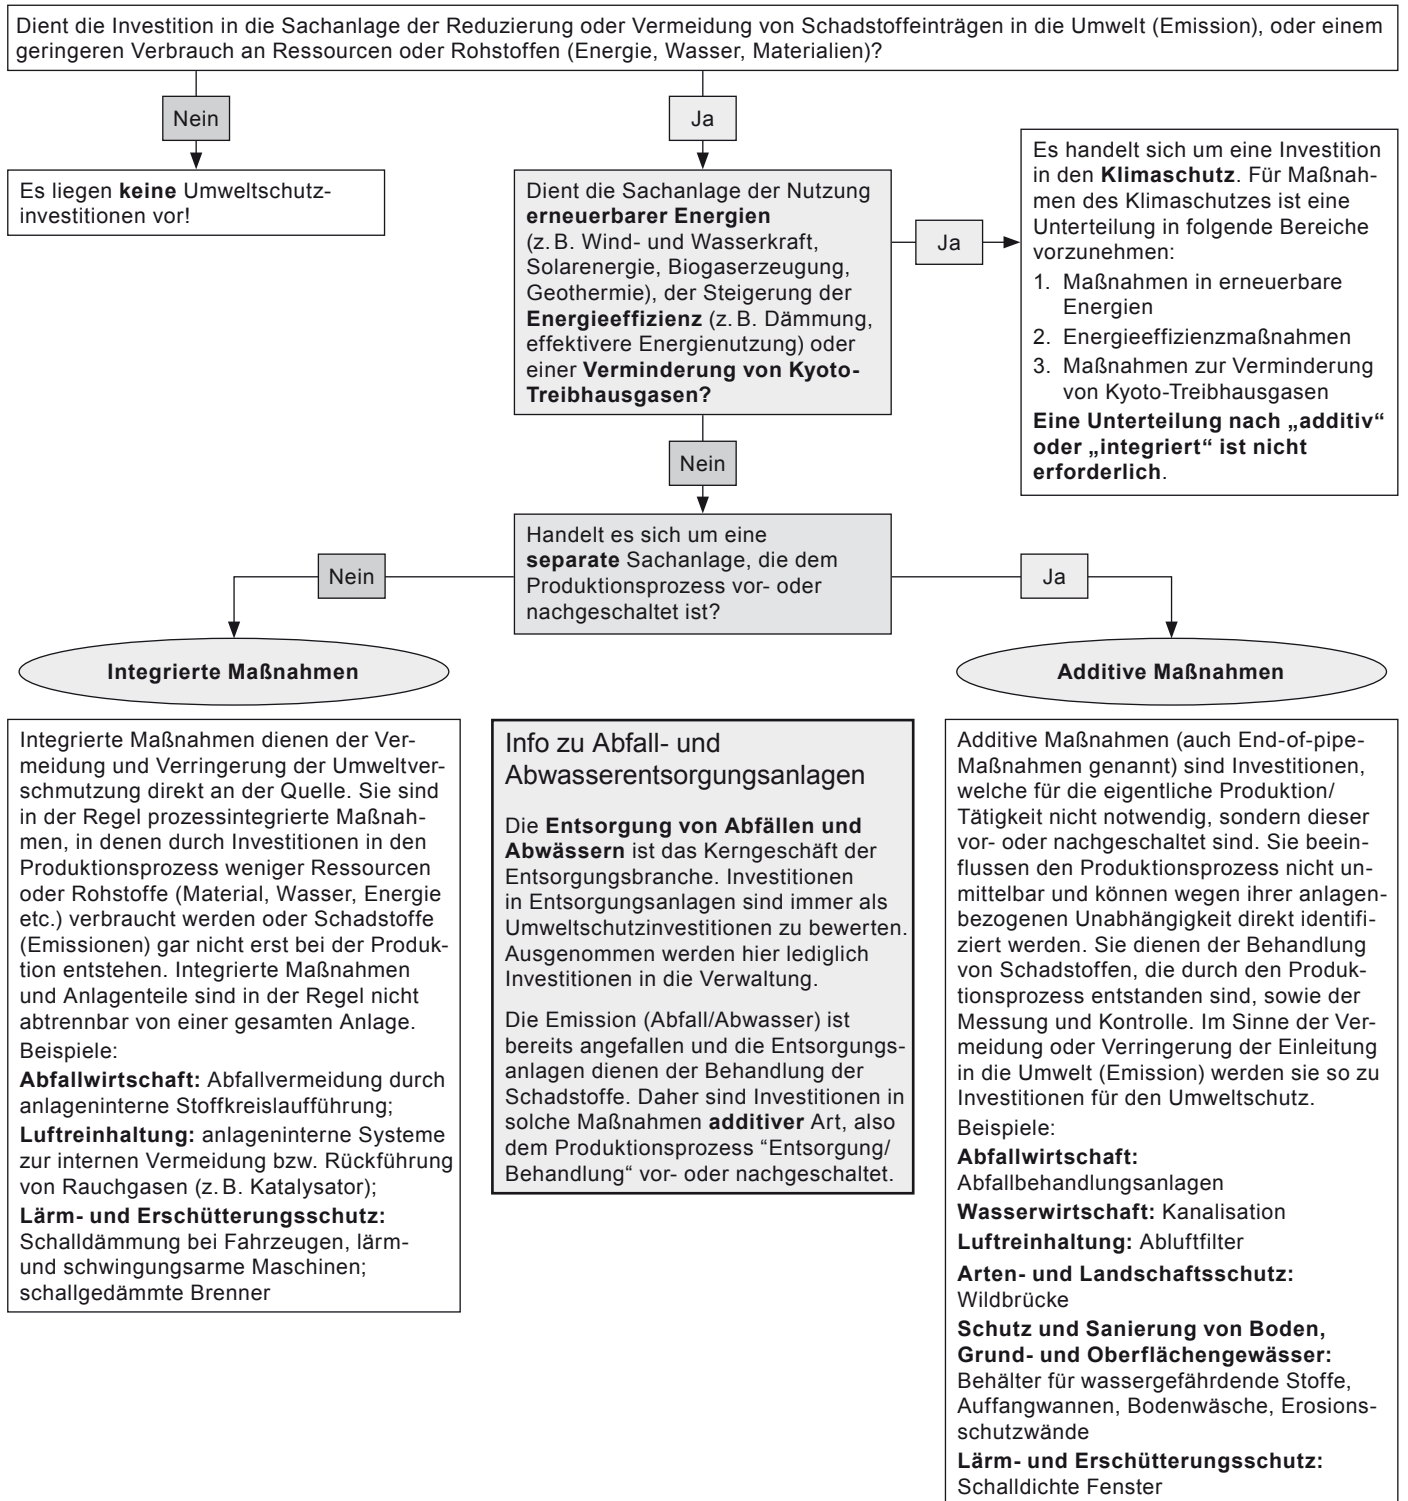 Dient die Investition in die Sachanlage der Reduzierung oder Vermeidung von Schadstoffeinträgen in die Umwelt (Emission), oder einem
geringeren Verbrauch an Ressourcen oder Rohstoffen (Energie, Wasser, Materialien)?
Nein
Ja
Es liegen keine Umweltschutz-
investitionen vor!
Dient die Sachanlage der Nutzung
erneuerbarer Energien
(z. B. Wind- und Wasserkraft,
Solarenergie, Biogaserzeugung,
Geothermie), der Steigerung der
Energieeffizienz (z. B. Dämmung,
effektivere Energienutzung) oder
einer Verminderung von Kyoto-
Treibhausgasen?
Ja
Es handelt sich um eine Investition
in den Klimaschutz. Für Maßnah-
men des Klimaschutzes ist eine
Unterteilung in folgende Bereiche
vorzunehmen:
1. Maßnahmen in erneuerbare
Energien
2. Energieeffizienzmaßnahmen
3. Maßnahmen zur Verminderung
von Kyoto-Treibhausgasen
Eine Unterteilung nach „additiv“
oder „integriert“ ist nicht
erforderlich.
Nein
Handelt es sich um eine
separate Sachanlage, die dem
Produktionsprozess vor- oder
nachgeschaltet ist?
Nein
Ja
Integrierte Maßnahmen
Additive Maßnahmen
Integrierte Maßnahmen dienen der Ver-
meidung und Verringerung der Umweltver-
schmutzung direkt an der Quelle. Sie sind
in der Regel prozessintegrierte Maßnah-
men, in denen durch Investitionen in den
Produktionsprozess weniger Ressourcen
oder Rohstoffe (Material, Wasser, Energie
etc.) verbraucht werden oder Schadstoffe
(Emissionen) gar nicht erst bei der Produk-
tion entstehen. Integrierte Maßnahmen
und Anlagenteile sind in der Regel nicht
abtrennbar von einer gesamten Anlage.
Beispiele:
Abfallwirtschaft: Abfallvermeidung durch
anlageninterne Stoffkreislaufführung;
Luftreinhaltung: anlageninterne Systeme
zur internen Vermeidung bzw. Rückführung
von Rauchgasen (z. B. Katalysator);
Lärm- und Erschütterungsschutz:
Schalldämmung bei Fahrzeugen, lärm-
und schwingungsarme Maschinen;
schallgedämmte Brenner
Info zu Abfall- und
Abwasserentsorgungsanlagen
Die Entsorgung von Abfällen und
Abwässern ist das Kerngeschäft der
Entsorgungsbranche. Investitionen
in Entsorgungsanlagen sind immer als
Umweltschutzinvestitionen zu bewerten.
Ausgenommen werden hier lediglich
Investitionen in die Verwaltung.
Die Emission (Abfall/Abwasser) ist
bereits angefallen und die Entsorgungs-
anlagen dienen der Behandlung der
Schadstoffe. Daher sind Investitionen in
solche Maßnahmen additiver Art, also
dem Produktionsprozess “Entsorgung/
Behandlung“ vor- oder nachgeschaltet.
Additive Maßnahmen (auch End-of-pipe-
Maßnahmen genannt) sind Investitionen,
welche für die eigentliche Produktion/
Tätigkeit nicht notwendig, sondern dieser
vor- oder nachgeschaltet sind. Sie beein-
flussen den Produktionsprozess nicht un-
mittelbar und können wegen ihrer anlagen-
bezogenen Unabhängigkeit direkt identifi-
ziert werden. Sie dienen der Behandlung
von Schadstoffen, die durch den Produk-
tionsprozess entstanden sind, sowie der
Messung und Kontrolle. Im Sinne der Ver-
meidung oder Verringerung der Einleitung
in die Umwelt (Emission) werden sie so zu
Investitionen für den Umweltschutz.
Beispiele:
Abfallwirtschaft:
Abfallbehandlungsanlagen
Wasserwirtschaft: Kanalisation
Luftreinhaltung: Abluftfilter
Arten- und Landschaftsschutz:
Wildbrücke
Schutz und Sanierung von Boden,
Grund- und Oberflächengewässer:
Behälter für wassergefährdende Stoffe,
Auffangwannen, Bodenwäsche, Erosions-
schutzwände
Lärm- und Erschütterungsschutz:
Schalldichte Fenster